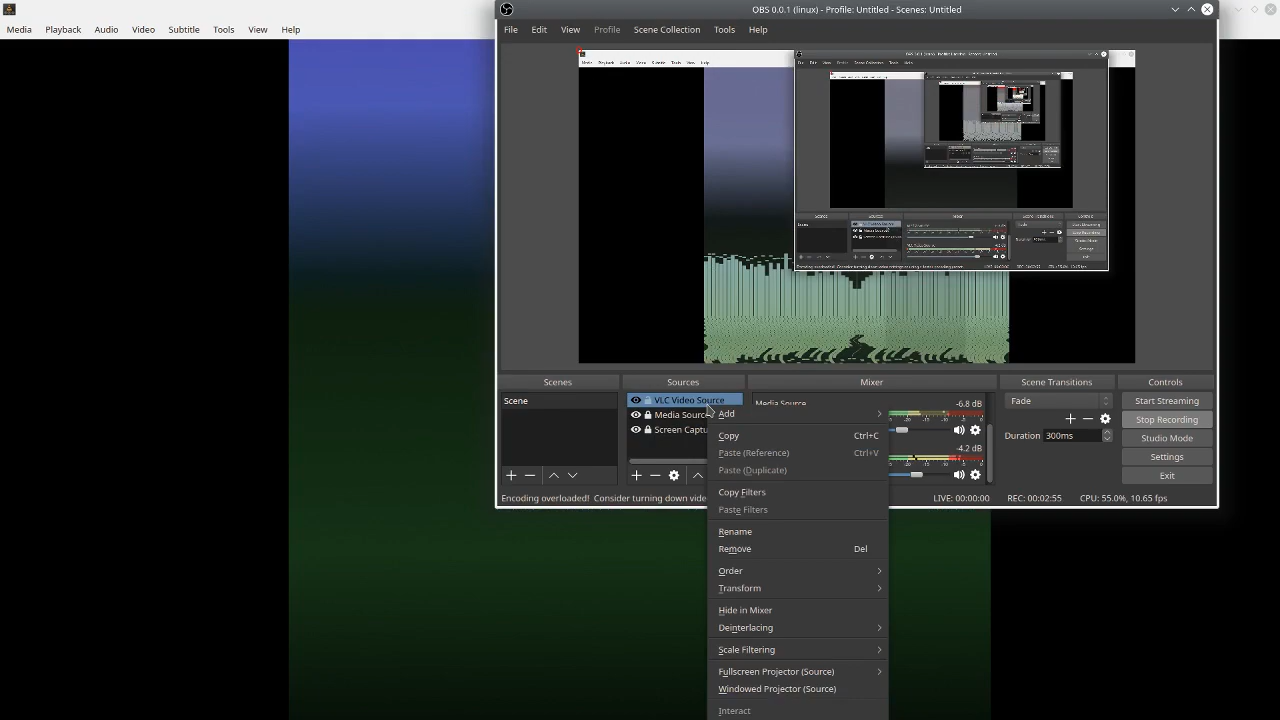 OBS 0.0.1 (linux) - Profile: Untitled - Scenes: Untitled
Media Playback Audio Video Subtitle Tools View Help
File Edit View Profile Scene Collection Tools Help
Scenes Sources Mixer Scene Transitions Controls
Scene
VLC Video Source
Media Source
Screen Captu
Media Source -6.8 dB
-4.2 dB
Fade
Duration 300ms
Start Streaming
Stop Recording
Studio Mode
Settings
Exit
Encoding overloaded! Consider turning down vide
LIVE: 00:00:00 REC: 00:02:55 CPU: 55.0%, 10.65 fps
Add
Copy Ctrl+C
Paste (Reference) Ctrl+V
Paste (Duplicate)
Copy Filters
Paste Filters
Rename
Remove Del
Order
Transform
Hide in Mixer
Deinterlacing
Scale Filtering
Fullscreen Projector (Source)
Windowed Projector (Source)
Interact